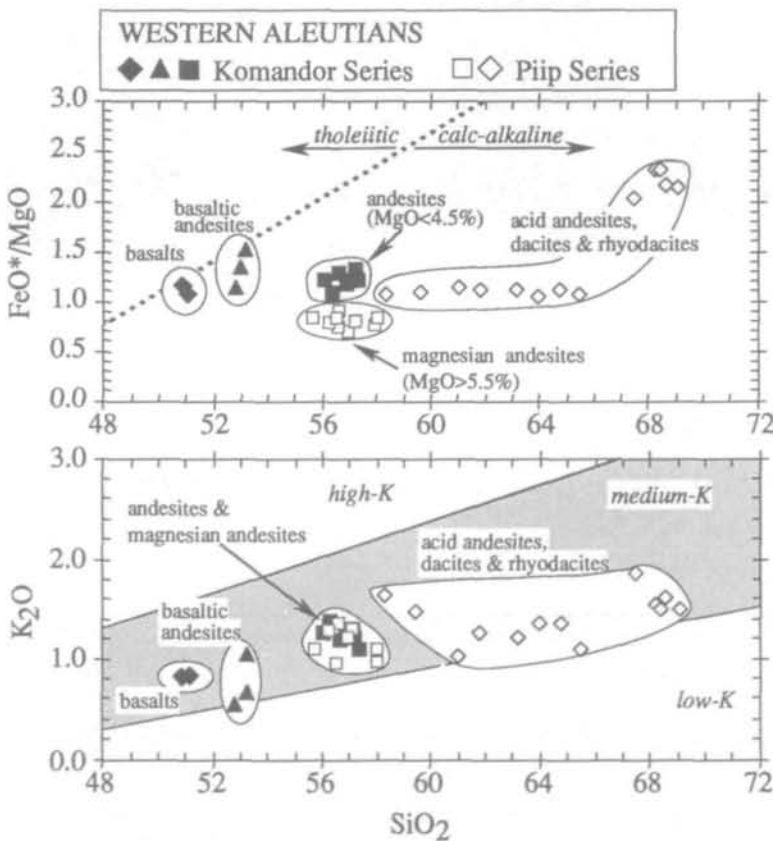 WESTERN ALEUTIANS
Komandor Series
Piip Series
3.0
2.5
2.0
1.5
1.0
0.5
0.0
FeO*/MgO
tholeiitic
calc-alkaline
basalts
basaltic
andesites
andesites
(MgO<4.5%)
acid andesites,
dacites & rhyodacites
magnesian andesites
(MgO>5.5%)
48 52 56 60 64 68 72
3.0
2.0
1.0
0.0
K2O
high-K
medium-K
low-K
andesites &
magnesian andesites
acid andesites,
dacites & rhyodacites
basaltic
andesites
basalts
48 52 56 60 64 68 72
SiO2